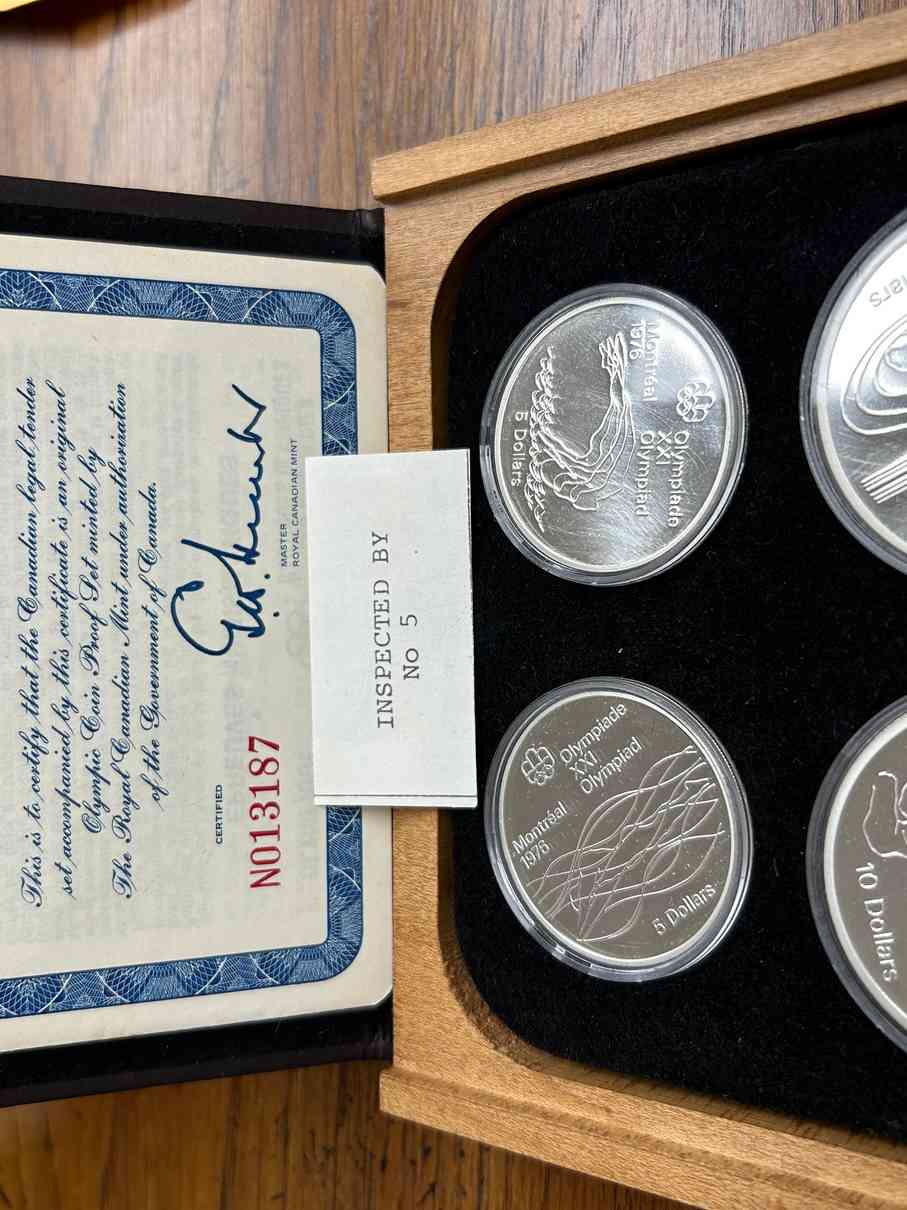 This is to certify that the Canadian legal tender
set accompanied by this certificate is an original
Olympic Coin Proof Set minted by
The Royal Canadian Mint under authorization
of the Government of Canada.
MASTER
ROYAL CANADIAN MINT
CERTIFIED
N013187
INSPECTED BY
No 5
Montréal
1976
Olympiade
XXI
Olympiad
5 Dollars
Montréal
1976
Olympiade
XXI
Olympiad
5 Dollars
10 Dollars